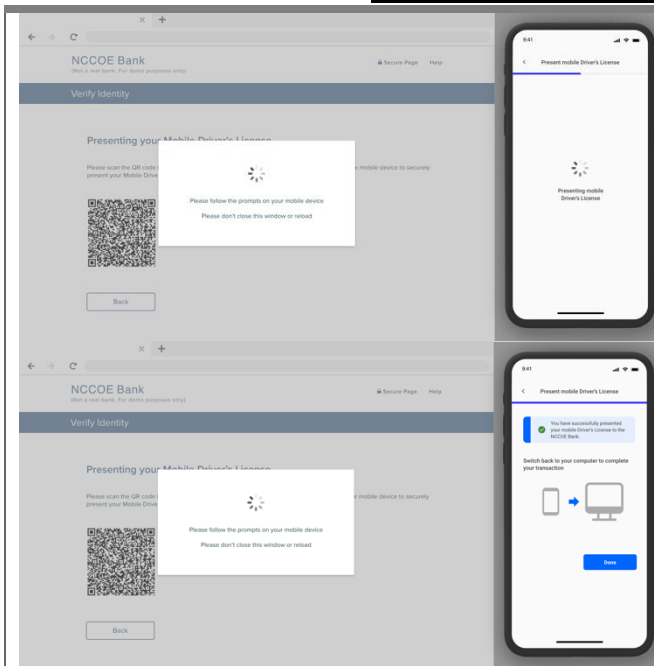 NCCOE Bank
(Not a real bank. For demo purposes only)
Secure Page Help
Verify Identity
Presenting your Mobile Driver's License
Please scan the QR code mobile device to securely
present your Mobile Drive
Please follow the prompts on your mobile device
Please don't close this window or reload
Back
9:41
Present mobile Driver's License
Presenting mobile
Driver's License
NCCOE Bank
(Not a real bank. For demo purposes only)
Secure Page Help
Verify Identity
Presenting your Mobile Driver's License
Please scan the QR code mobile device to securely
present your Mobile Drive
Please follow the prompts on your mobile device
Please don't close this window or reload
Back
9:41
Present mobile Driver's License
You have successfully presented
your mobile Driver's License to the
NCCOE Bank.
Switch back to your computer to complete
your transaction
Done